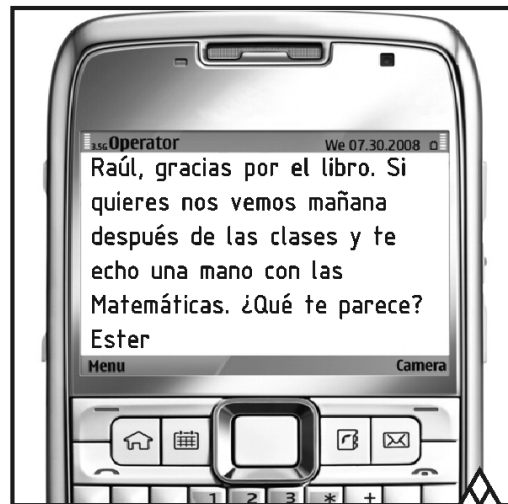 3.5G Operator We 07.30.2008
Raúl, gracias por el libro. Si
quieres nos vemos mañana
después de las clases y te
echo una mano con las
Matemáticas. ¿Qué te parece?
Ester
Menu Camera
1 2 3 * +